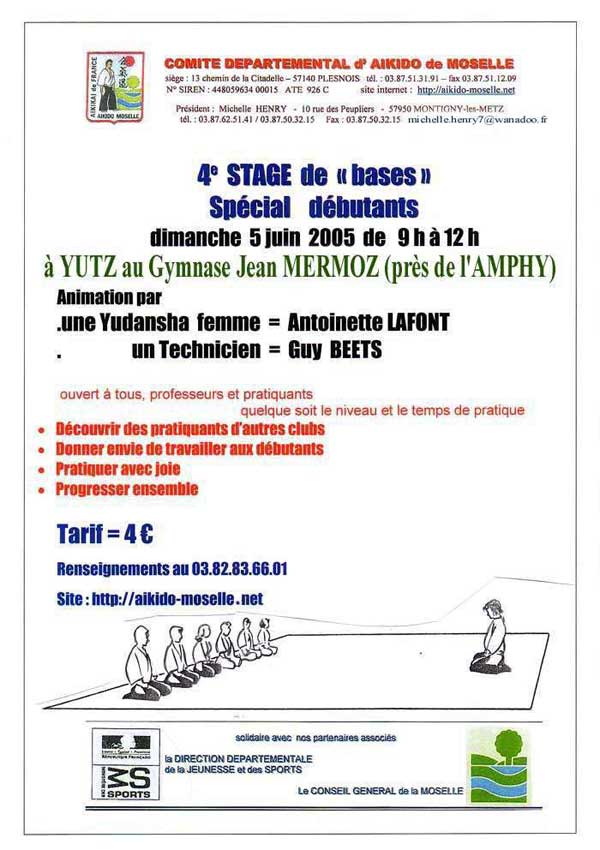 COMITE DEPARTEMENTAL d' AIKIDO de MOSELLE
siége : 13 chemin de la Citadelle – 57140 PLESNOIS tél. : 03.87.51.31.91 – fax 03.87.51.12.09
N° SIREN : 448059634 00015 ATE 926 C site internet : http://aikido-moselle.net
Président : Michelle HENRY - 10 rue des Peupliers - 57950 MONTIGNY-les-METZ
tél. : 03.87.62.51.41 / 03.87.50.32.15 Fax : 03.87.50.32.15 michelle.henry7@wanadoo.fr
AIKIKAI de FRANCE
AIKIDO MOSELLE
4e STAGE de « bases »
Spécial débutants
dimanche 5 juin 2005 de 9 h à 12 h
à YUTZ au Gymnase Jean MERMOZ (près de l'AMPHY)
Animation par
.une Yudansha femme = Antoinette LAFONT
. un Technicien = Guy BEETS
ouvert á tous, professeurs et pratiquants
quelque soit le niveau et le temps de pratique
• Découvrir des pratiquants d'autres clubs
• Donner envie de travailler aux débutants
• Pratiquer avec joie
• Progresser ensemble
Tarif = 4 €
Renseignements au 03.82.83.66.01
Site : http://aikido-moselle.net
solidaire avec nos partenaires associés
RÉPUBLIQUE FRANÇAISE
SPORTS
la DIRECTION DEPARTEMENTALE
de la JEUNESSE et des SPORTS
Le CONSEIL GENERAL de la MOSELLE